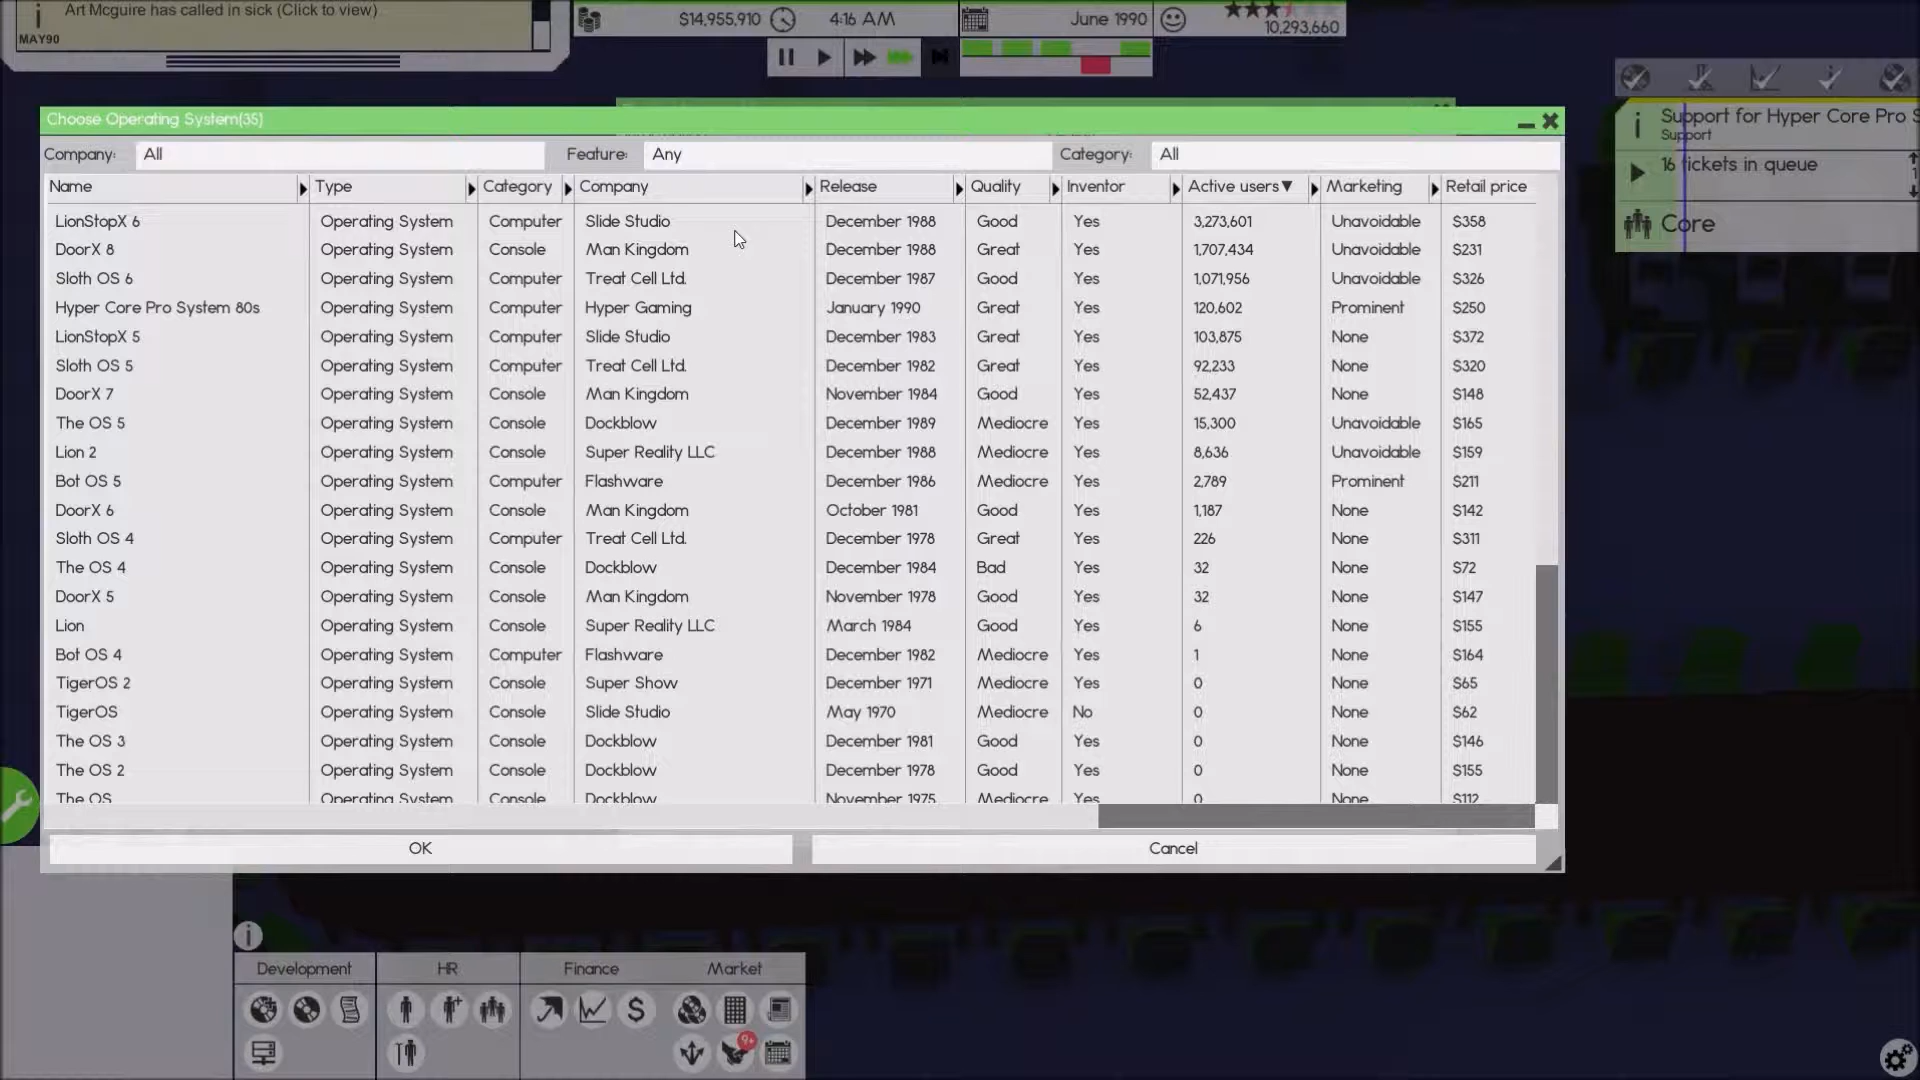 Art Mcguire has called in sick (Click to view)
MAY90
$14,955,910
4:16 AM
June 1990
10,293,660
Choose Operating System(35)
Company: All Feature: Any Category: All
Name Type Category Company Release Quality Inventor Active users▼ Marketing Retail price
LionStopX 6 Operating System Computer Slide Studio December 1988 Good Yes 3,273,601 Unavoidable $358
DoorX 8 Operating System Console Man Kingdom December 1988 Great Yes 1,707,434 Unavoidable $231
Sloth OS 6 Operating System Computer Treat Cell Ltd. December 1987 Good Yes 1,071,956 Unavoidable $326
Hyper Core Pro System 80s Operating System Computer Hyper Gaming January 1990 Great Yes 120,602 Prominent $250
LionStopX 5 Operating System Computer Slide Studio December 1983 Great Yes 103,875 None $372
Sloth OS 5 Operating System Computer Treat Cell Ltd. December 1982 Great Yes 92,233 None $320
DoorX 7 Operating System Console Man Kingdom November 1984 Good Yes 52,437 None $148
The OS 5 Operating System Console Dockblow December 1989 Mediocre Yes 15,300 Unavoidable $165
Lion 2 Operating System Console Super Reality LLC December 1988 Mediocre Yes 8,636 Unavoidable $159
Bot OS 5 Operating System Computer Flashware December 1986 Mediocre Yes 2,789 Prominent $211
DoorX 6 Operating System Console Man Kingdom October 1981 Good Yes 1,187 None $142
Sloth OS 4 Operating System Computer Treat Cell Ltd. December 1978 Great Yes 226 None $311
The OS 4 Operating System Console Dockblow December 1984 Bad Yes 32 None $72
DoorX 5 Operating System Console Man Kingdom November 1978 Good Yes 32 None $147
Lion Operating System Console Super Reality LLC March 1984 Good Yes 6 None $155
Bot OS 4 Operating System Computer Flashware December 1982 Mediocre Yes 1 None $164
TigerOS 2 Operating System Console Super Show December 1971 Mediocre Yes 0 None $65
TigerOS Operating System Console Slide Studio May 1970 Mediocre No 0 None $62
The OS 3 Operating System Console Dockblow December 1981 Good Yes 0 None $146
The OS 2 Operating System Console Dockblow December 1978 Good Yes 0 None $155
The OS Operating System Console Dockblow November 1975 Mediocre Yes 0 None $112
OK Cancel
Support for Hyper Core Pro S
Support
16 tickets in queue
1
Core
Development HR Finance Market
9+